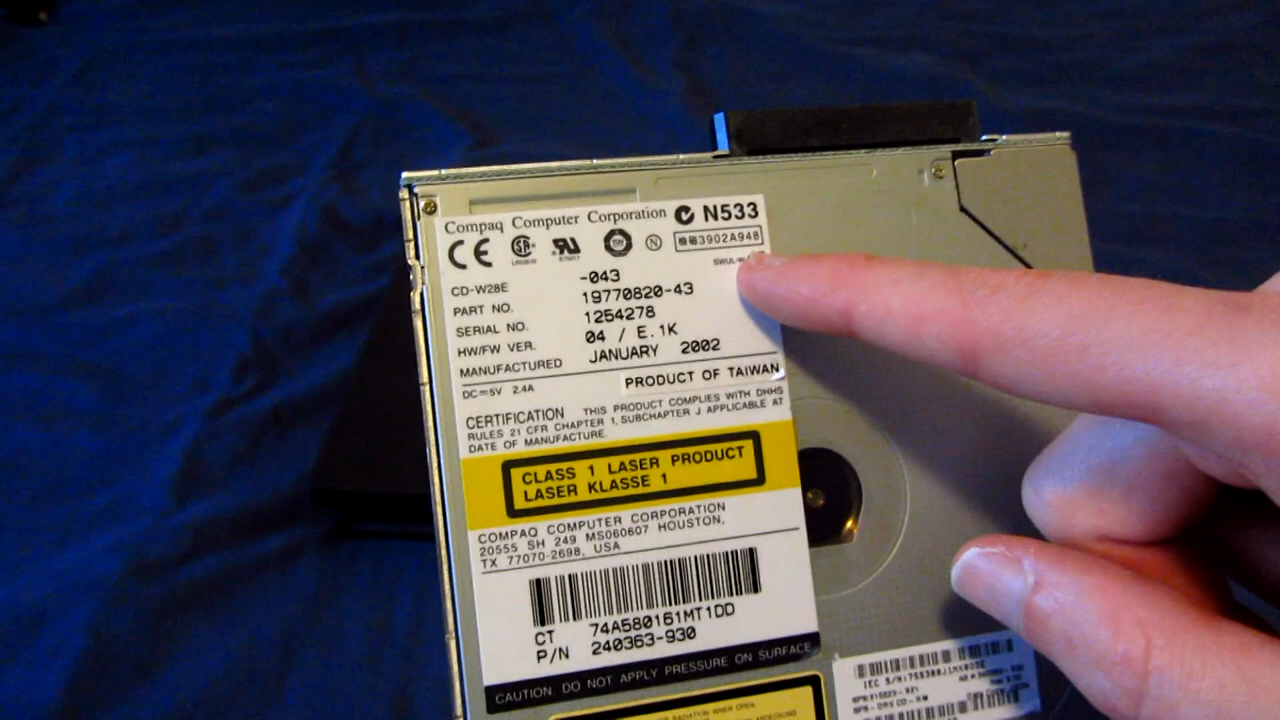 Compaq Computer Corporation N533
CE 3902A948
CD-W28E -043
PART NO. 19770820-43
SERIAL NO. 1254278
HW/FW VER. 04 / E.1K
MANUFACTURED JANUARY 2002
DC=5V 2.4A PRODUCT OF TAIWAN
CERTIFICATION THIS PRODUCT COMPLIES WITH DHHS
RULES 21 CFR CHAPTER 1, SUBCHAPTER J APPLICABLE AT
DATE OF MANUFACTURE.
CLASS 1 LASER PRODUCT
LASER KLASSE 1
COMPAQ COMPUTER CORPORATION
20555 SH 249 MS060607 HOUSTON,
TX 77070-2698, USA
CT 74A580161MT1DD
P/N 240363-930
CAUTION, DO NOT APPLY PRESSURE ON SURFACE
RADIATION WHEN OPEN